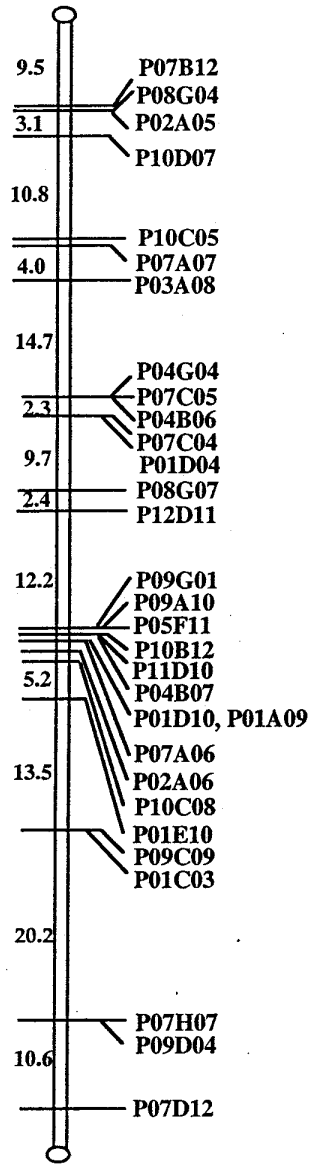 9.5
P07B12
P08G04
3.1
P02A05
P10D07
10.8
P10C05
P07A07
4.0
P03A08
14.7
P04G04
P07C05
2.3
P04B06
P07C04
9.7
P01D04
P08G07
2.4
P12D11
12.2
P09G01
P09A10
P05F11
P10B12
P11D10
5.2
P04B07
P01D10, P01A09
P07A06
13.5
P02A06
P10C08
P01E10
P09C09
P01C03
20.2
P07H07
P09D04
10.6
P07D12